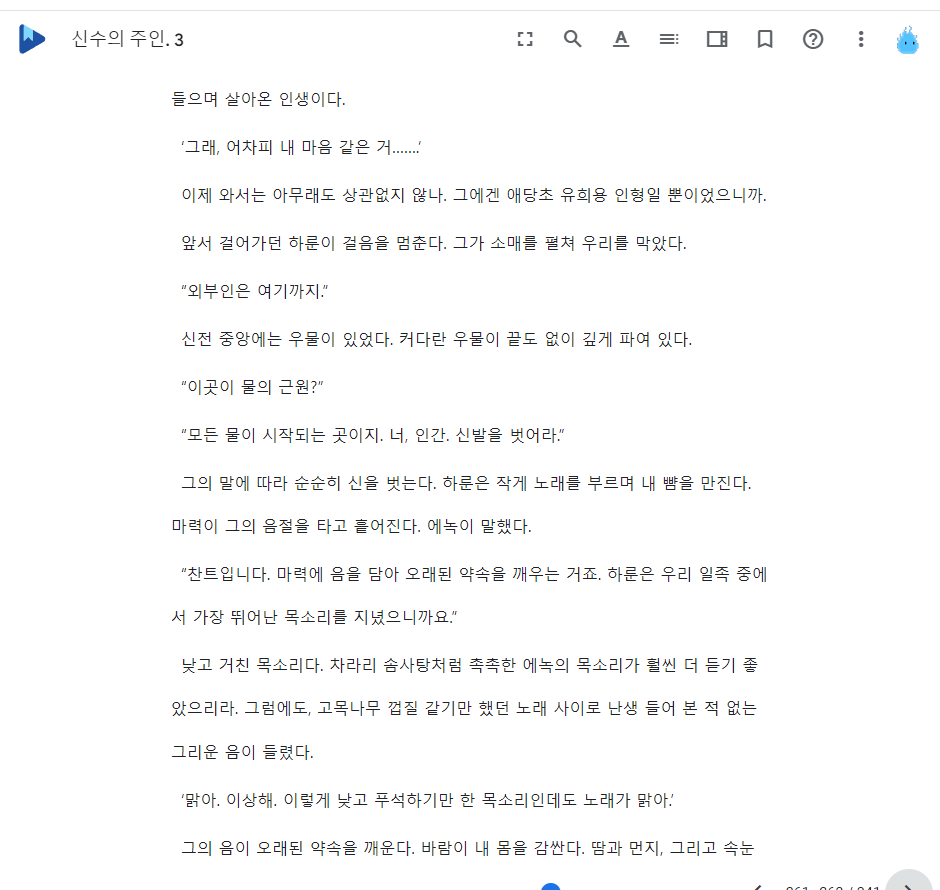 신수의 주인. 3
들으며 살아온 인생이다.
‘그래, 어차피 내 마음 같은 거…….’
이제 와서는 아무래도 상관없지 않나. 그에겐 애당초 유희용 인형일 뿐이었으니까.
앞서 걸어가던 하룬이 걸음을 멈춘다. 그가 소매를 펼쳐 우리를 막았다.
“외부인은 여기까지.”
신전 중앙에는 우물이 있었다. 커다란 우물이 끝도 없이 깊게 파여 있다.
“이곳이 물의 근원?”
“모든 물이 시작되는 곳이지. 너, 인간. 신발을 벗어라.”
그의 말에 따라 순순히 신을 벗는다. 하룬은 작게 노래를 부르며 내 뺨을 만진다.
마력이 그의 음절을 타고 흩어진다. 에녹이 말했다.
“찬트입니다. 마력에 음을 담아 오래된 약속을 깨우는 거죠. 하룬은 우리 일족 중에
서 가장 뛰어난 목소리를 지녔으니까요.”
낮고 거친 목소리다. 차라리 솜사탕처럼 촉촉한 에녹의 목소리가 훨씬 더 듣기 좋
았으리라. 그럼에도, 고목나무 껍질 같기만 했던 노래 사이로 난생 들어 본 적 없는
그리운 음이 들렸다.
‘맑아. 이상해. 이렇게 낮고 푸석하기만 한 목소리인데도 노래가 맑아.’
그의 음이 오래된 약속을 깨운다. 바람이 내 몸을 감싼다. 땀과 먼지, 그리고 속눈